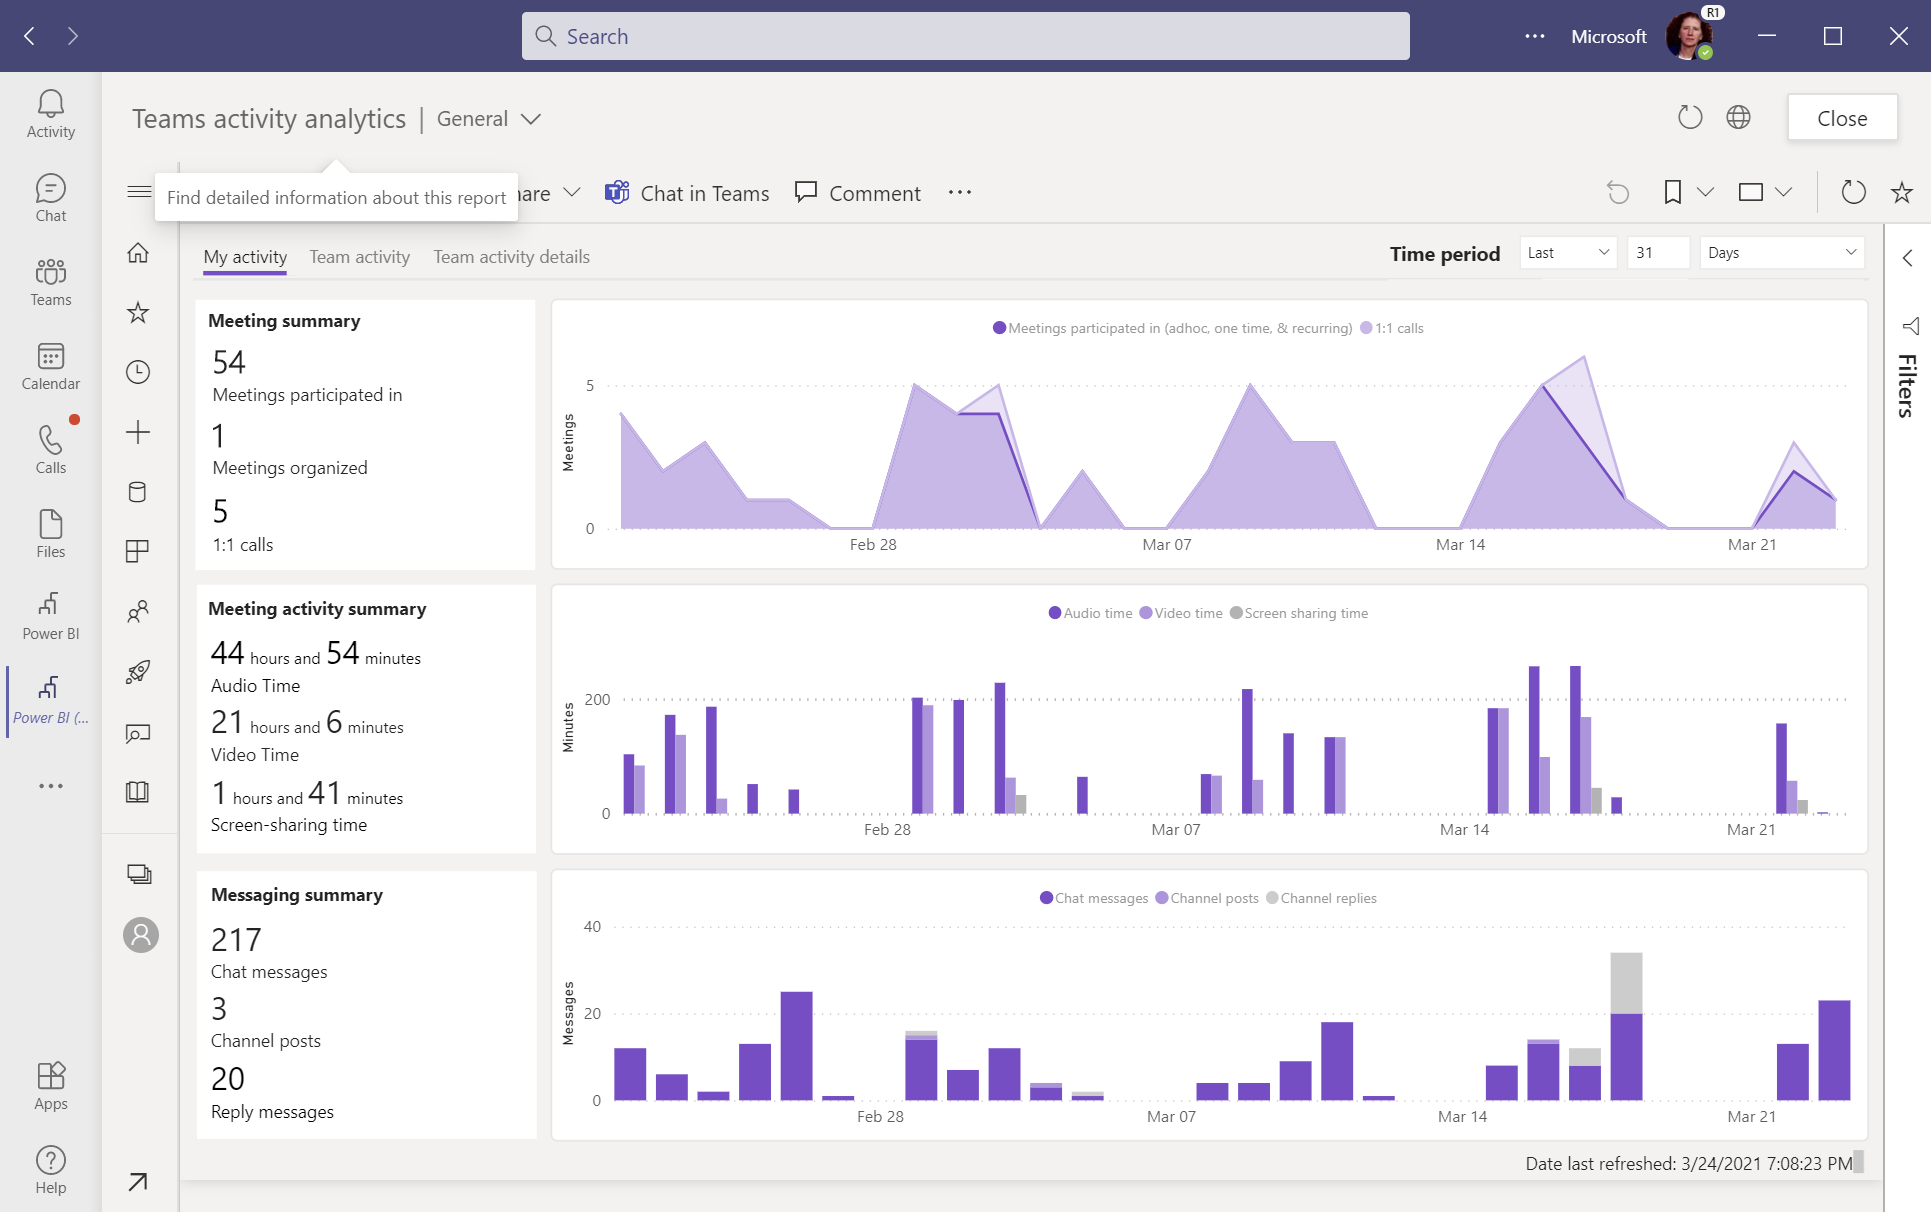 Search
Microsoft
R1
Activity
Chat
Teams
Calendar
Calls
Files
Power BI
Power BI (...
Apps
Help
Teams activity analytics | General
Close
Find detailed information about this report
hare
Chat in Teams
Comment
My activity
Team activity
Team activity details
Time period
Last
31
Days
Filters
Meeting summary
54
Meetings participated in
1
Meetings organized
5
1:1 calls
Meetings participated in (adhoc, one time, & recurring)
1:1 calls
Meetings
5
0
Feb 28
Mar 07
Mar 14
Mar 21
Meeting activity summary
44 hours and 54 minutes
Audio Time
21 hours and 6 minutes
Video Time
1 hours and 41 minutes
Screen-sharing time
Audio time
Video time
Screen sharing time
Minutes
200
0
Feb 28
Mar 07
Mar 14
Mar 21
Messaging summary
217
Chat messages
3
Channel posts
20
Reply messages
Chat messages
Channel posts
Channel replies
Messages
40
20
0
Feb 28
Mar 07
Mar 14
Mar 21
Date last refreshed: 3/24/2021 7:08:23 PM